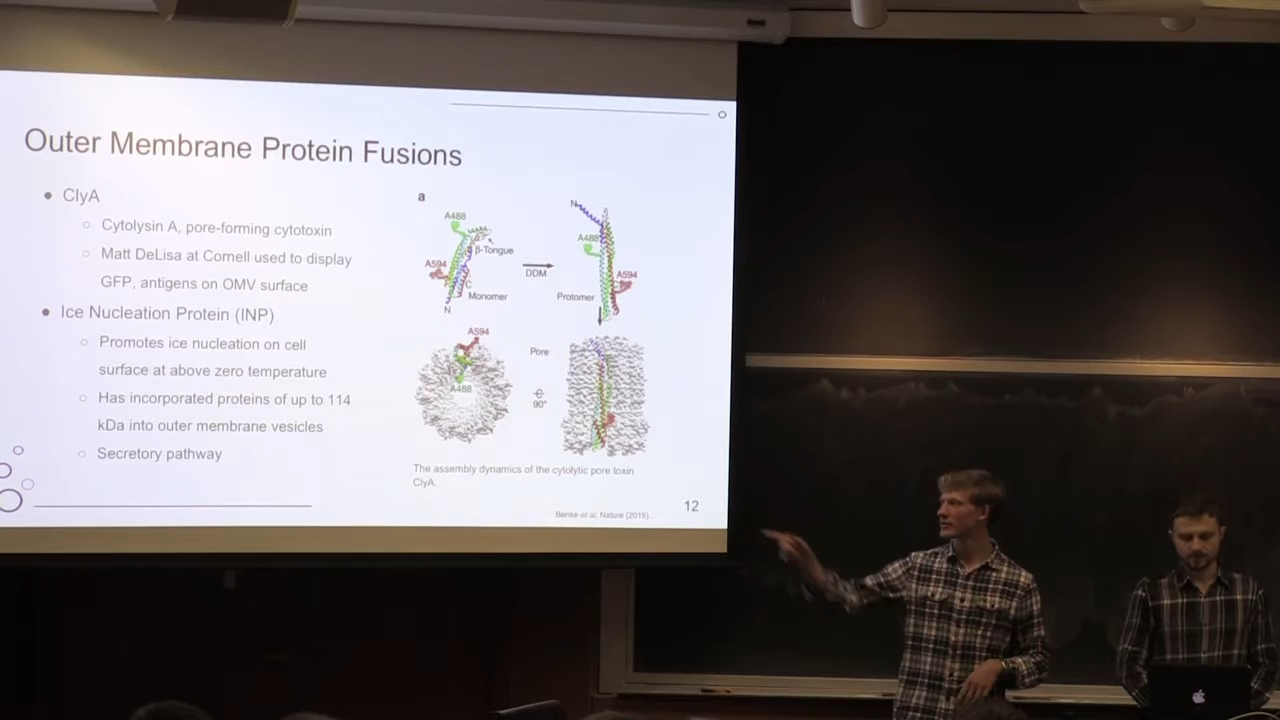 Outer Membrane Protein Fusions
• ClyA
○ Cytolysin A, pore-forming cytotoxin
○ Matt DeLisa at Cornell used to display
GFP, antigens on OMV surface
• Ice Nucleation Protein (INP)
○ Promotes ice nucleation on cell
surface at above zero temperature
○ Has incorporated proteins of up to 114
kDa into outer membrane vesicles
○ Secretory pathway
a
A488
β-Tongue
A594
C
Monomer
N
DDM
N
A488
A594
C
Protomer
A594
A488
Pore
90°
The assembly dynamics of the cytolytic pore toxin
ClyA.
Benke et al. Nature (2015).
12